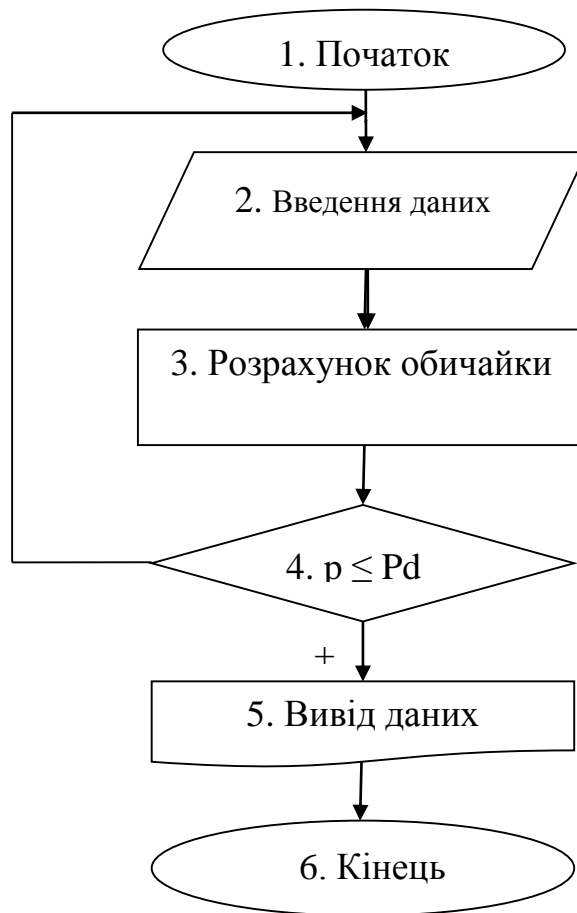 1. Початок
2. Введення даних
3. Розрахунок обичайки
4. p ≤ Pd
+
5. Вивід даних
6. Кінець